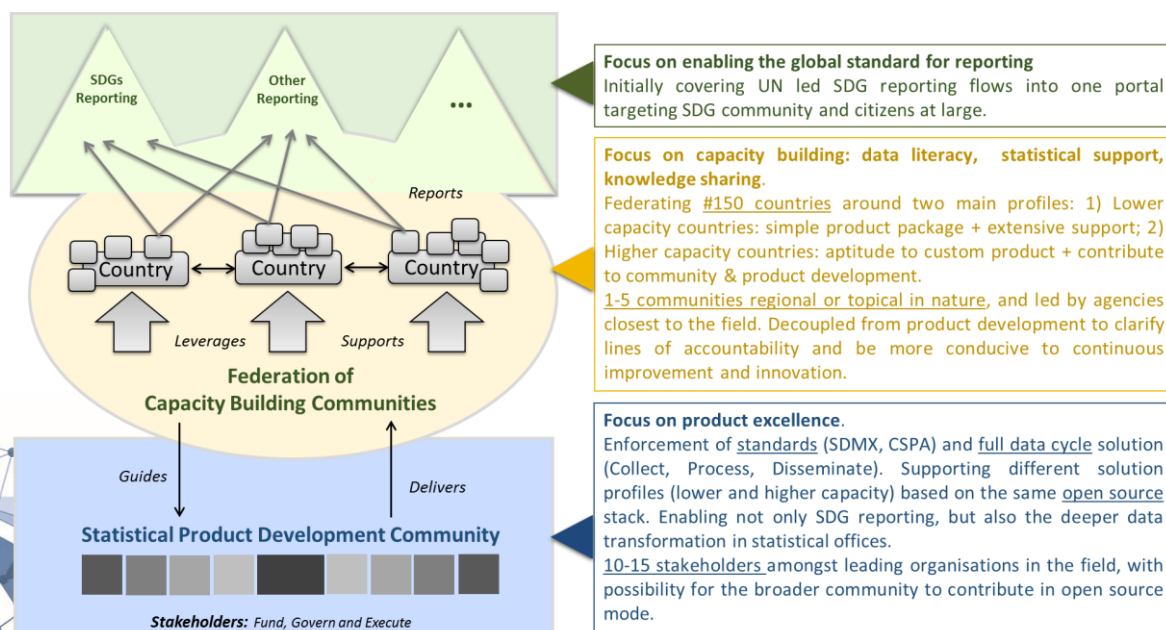 SDGs
Reporting
Other
Reporting
...
Reports
Country
Country
Country
Leverages
Supports
Federation of
Capacity Building Communities
Guides
Delivers
Statistical Product Development Community
Stakeholders: Fund, Govern and Execute
Focus on enabling the global standard for reporting
Initially covering UN led SDG reporting flows into one portal
targeting SDG community and citizens at large.
Focus on capacity building: data literacy, statistical support,
knowledge sharing.
Federating #150 countries around two main profiles: 1) Lower
capacity countries: simple product package + extensive support; 2)
Higher capacity countries: aptitude to custom product + contribute
to community & product development.
1-5 communities regional or topical in nature, and led by agencies
closest to the field. Decoupled from product development to clarify
lines of accountability and be more conducive to continuous
improvement and innovation.
Focus on product excellence.
Enforcement of standards (SDMX, CSPA) and full data cycle solution
(Collect, Process, Disseminate). Supporting different solution
profiles (lower and higher capacity) based on the same open source
stack. Enabling not only SDG reporting, but also the deeper data
transformation in statistical offices.
10-15 stakeholders amongst leading organisations in the field, with
possibility for the broader community to contribute in open source
mode.